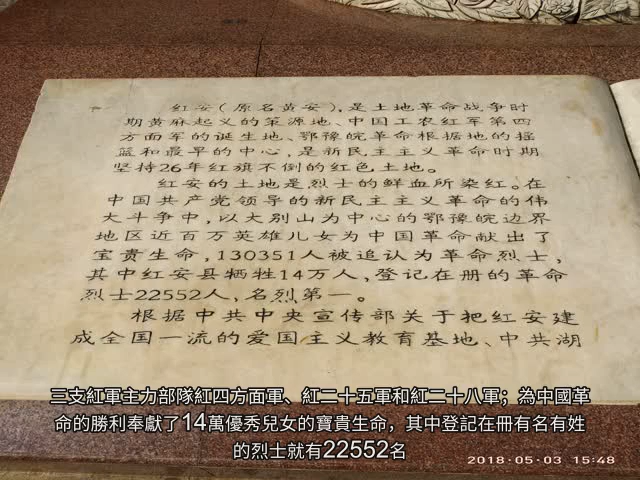 红安(原名黄安),是土地革命战争时
期黄麻起义的策源地、中国工农红军第四
方面军的诞生地、鄂豫皖革命根据地的摇
篮和最早的中心,是新民主主义革命时期
坚持26年红旗不倒的红色土地。
红安的土地是烈士的鲜血所染红。在
中国共产党领导的新民主主义革命的伟
大斗争中,以大别山为中心的鄂豫皖边界
地区近百万英雄儿女为中国革命献出了
宝贵生命,130351人被追认为革命烈士,
其中红安县牺牲14万人,登记在册的革命
烈士22552人,名列第一。
根据中共中央宣传部关于把红安建
成全国一流的爱国主义教育基地、中共湖
三支紅軍主力部隊紅四方面軍、紅二十五軍和紅二十八軍；為中國革
命的勝利奉獻了14萬優秀兒女的寶貴生命，其中登記在冊有名有姓
的烈士就有22552名
2018-05-03 15:48